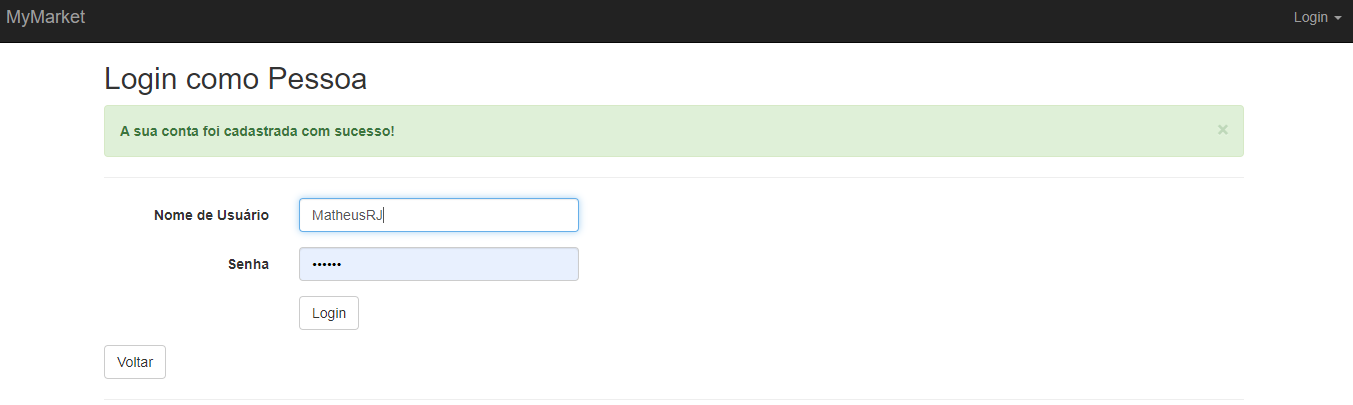 MyMarket
Login
Login como Pessoa
A sua conta foi cadastrada com sucesso!
×
Nome de Usuário
MatheusRJ
Senha
••••••
Login
Voltar